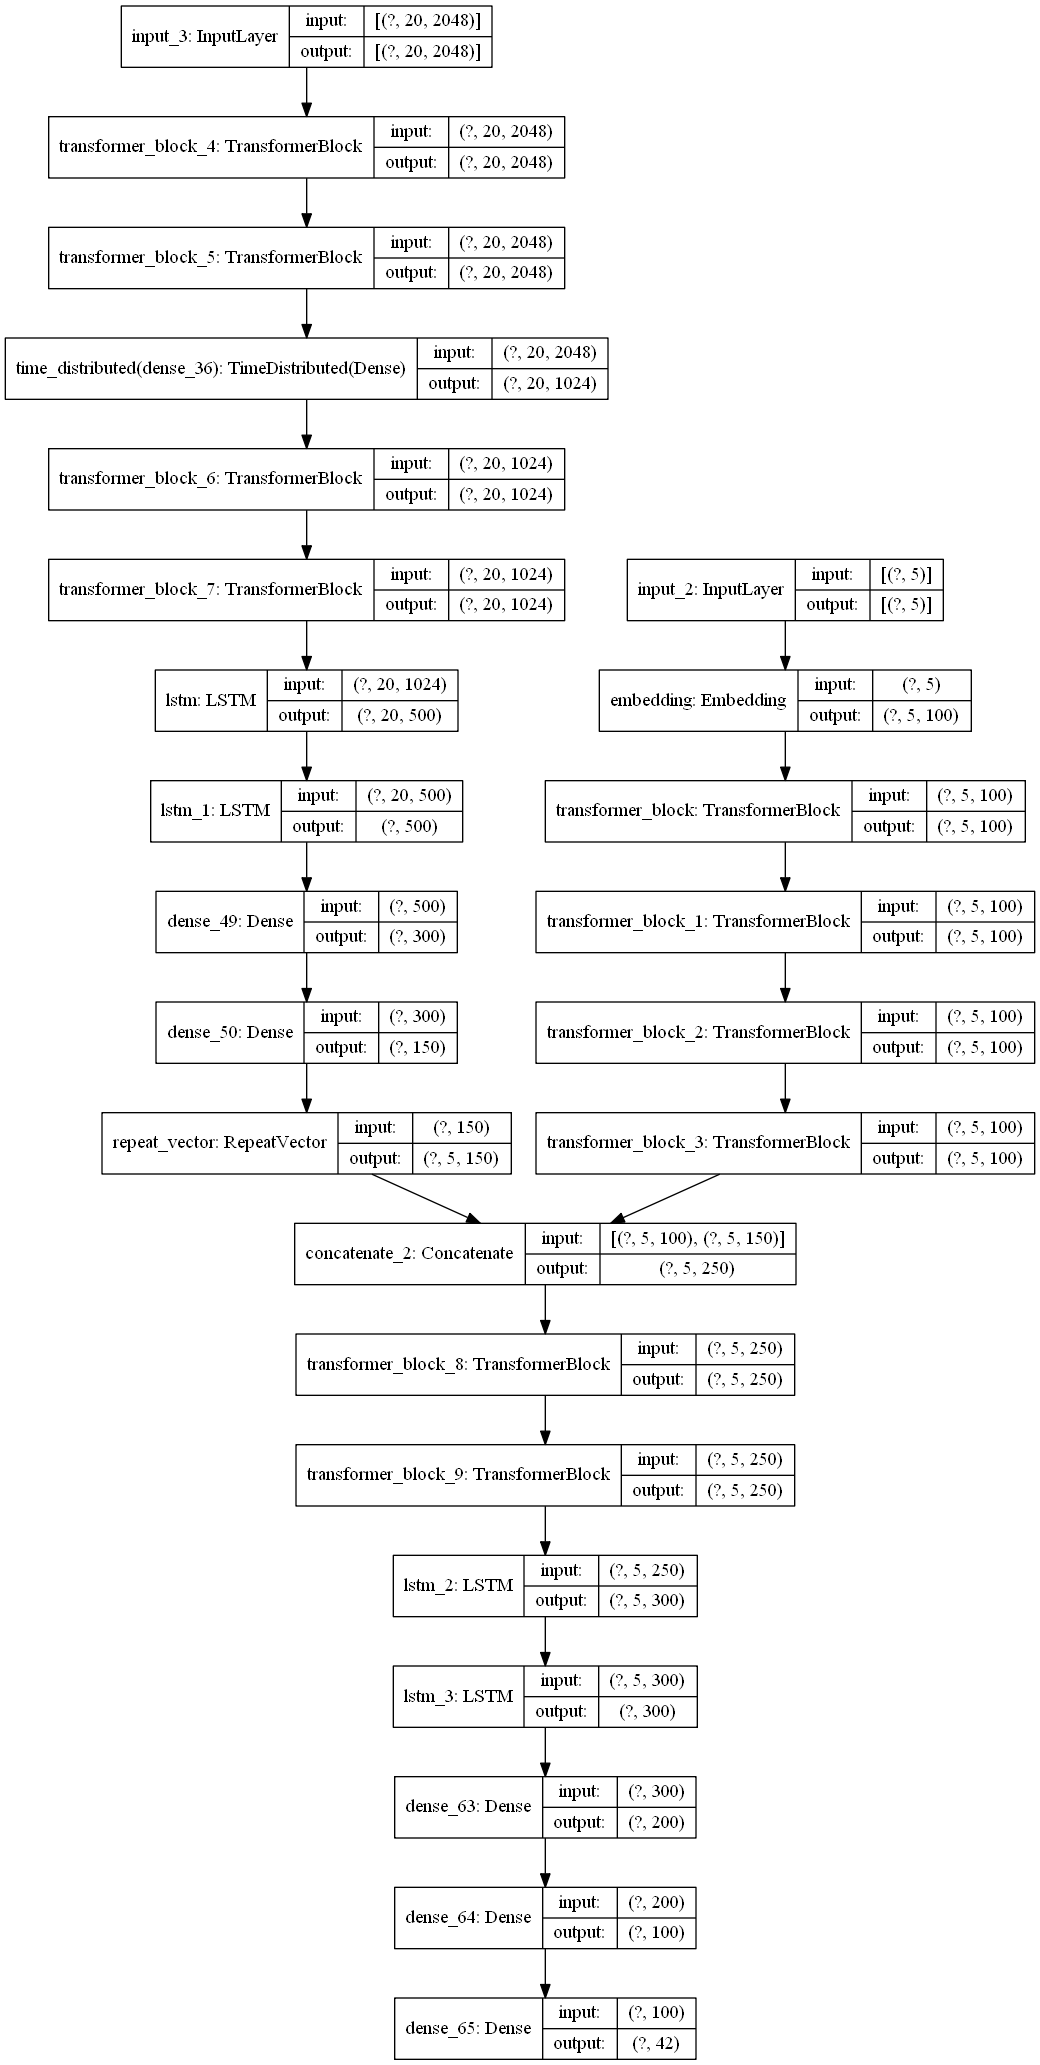 input_3: InputLayer
input:
[(?, 20, 2048)]
output:
[(?, 20, 2048)]
transformer_block_4: TransformerBlock
input:
(?, 20, 2048)
output:
(?, 20, 2048)
transformer_block_5: TransformerBlock
input:
(?, 20, 2048)
output:
(?, 20, 2048)
time_distributed(dense_36): TimeDistributed(Dense)
input:
(?, 20, 2048)
output:
(?, 20, 1024)
transformer_block_6: TransformerBlock
input:
(?, 20, 1024)
output:
(?, 20, 1024)
transformer_block_7: TransformerBlock
input:
(?, 20, 1024)
output:
(?, 20, 1024)
input_2: InputLayer
input:
[(?, 5)]
output:
[(?, 5)]
lstm: LSTM
input:
(?, 20, 1024)
output:
(?, 20, 500)
embedding: Embedding
input:
(?, 5)
output:
(?, 5, 100)
lstm_1: LSTM
input:
(?, 20, 500)
output:
(?, 500)
transformer_block: TransformerBlock
input:
(?, 5, 100)
output:
(?, 5, 100)
dense_49: Dense
input:
(?, 500)
output:
(?, 300)
transformer_block_1: TransformerBlock
input:
(?, 5, 100)
output:
(?, 5, 100)
dense_50: Dense
input:
(?, 300)
output:
(?, 150)
transformer_block_2: TransformerBlock
input:
(?, 5, 100)
output:
(?, 5, 100)
repeat_vector: RepeatVector
input:
(?, 150)
output:
(?, 5, 150)
transformer_block_3: TransformerBlock
input:
(?, 5, 100)
output:
(?, 5, 100)
concatenate_2: Concatenate
input:
[(?, 5, 100), (?, 5, 150)]
output:
(?, 5, 250)
transformer_block_8: TransformerBlock
input:
(?, 5, 250)
output:
(?, 5, 250)
transformer_block_9: TransformerBlock
input:
(?, 5, 250)
output:
(?, 5, 250)
lstm_2: LSTM
input:
(?, 5, 250)
output:
(?, 5, 300)
lstm_3: LSTM
input:
(?, 5, 300)
output:
(?, 300)
dense_63: Dense
input:
(?, 300)
output:
(?, 200)
dense_64: Dense
input:
(?, 200)
output:
(?, 100)
dense_65: Dense
input:
(?, 100)
output:
(?, 42)